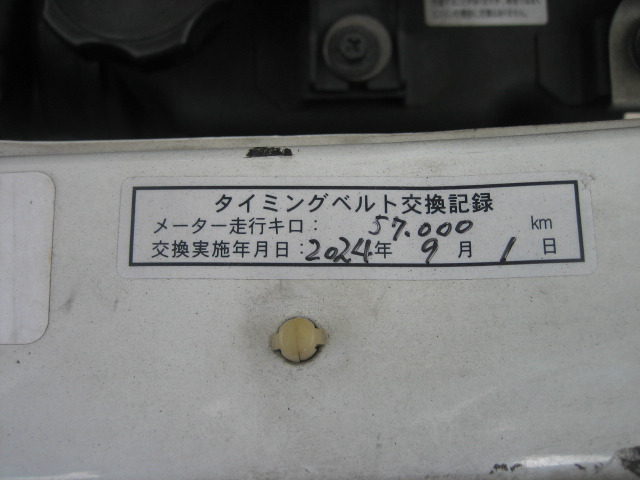 タイミングベルト交換記録
メーター走行キロ: 57.000 km
交換実施年月日:2024年 9月 1日